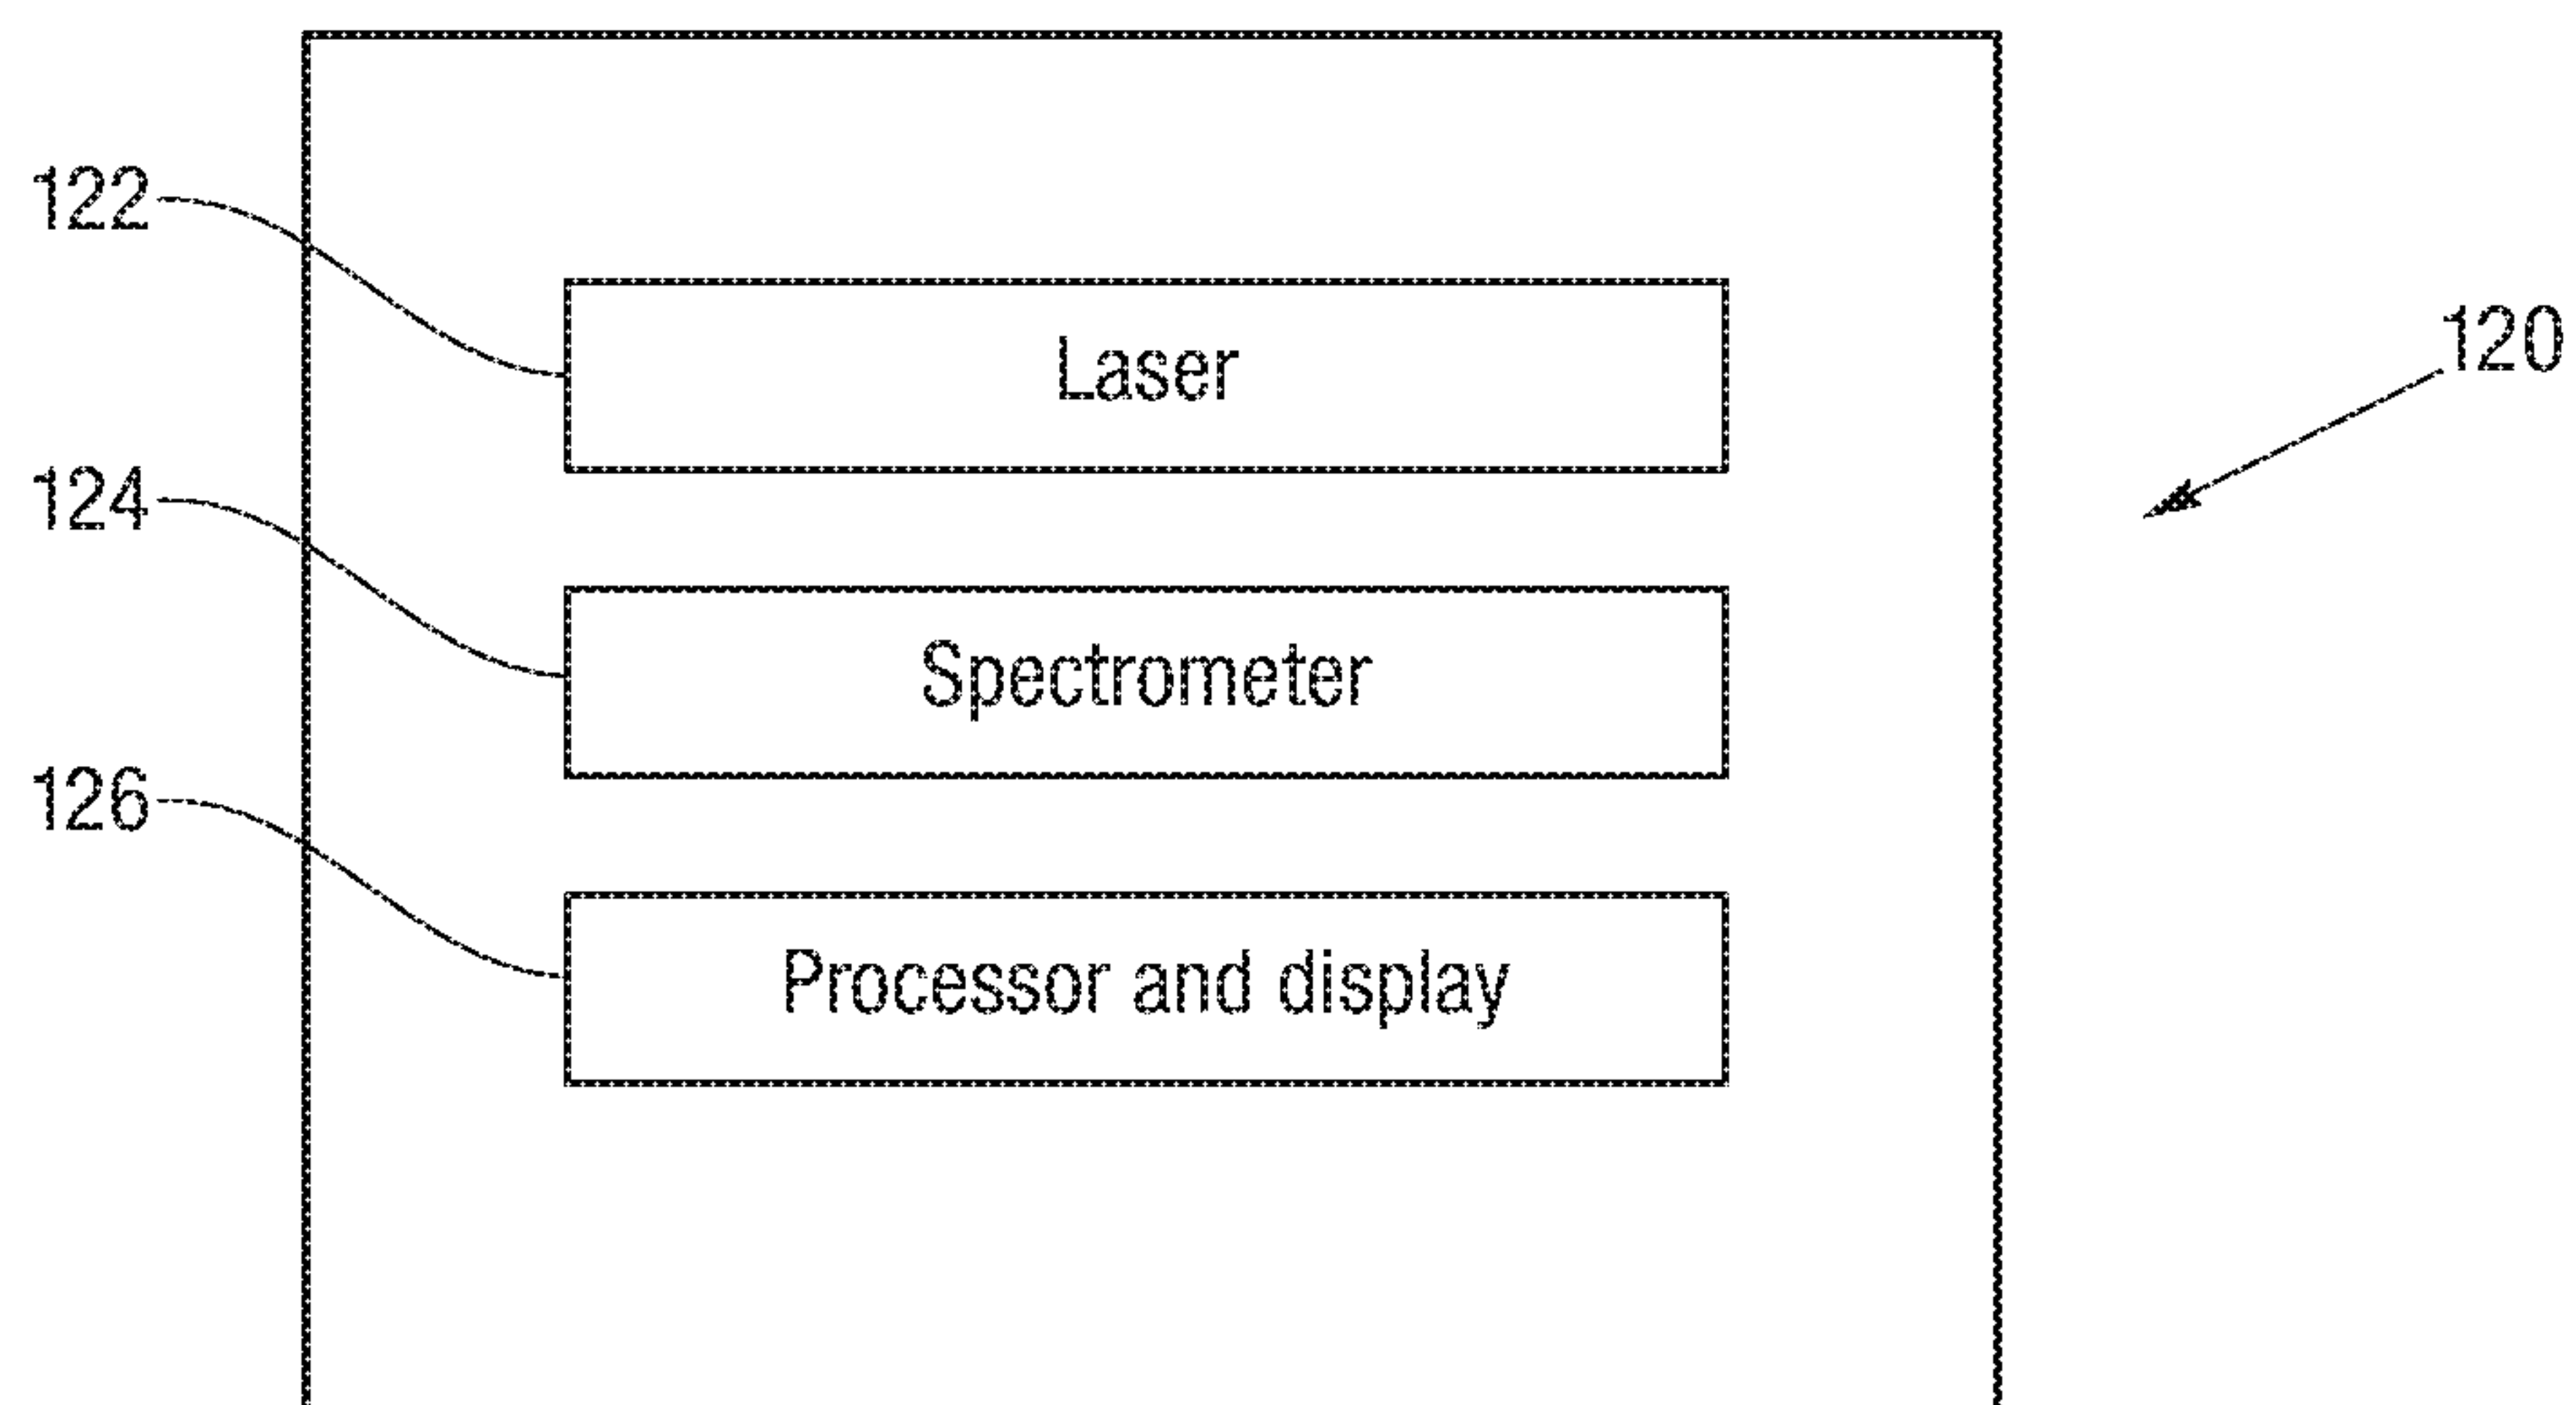 122
Laser
120
124
Spectrometer
126
Processor and display